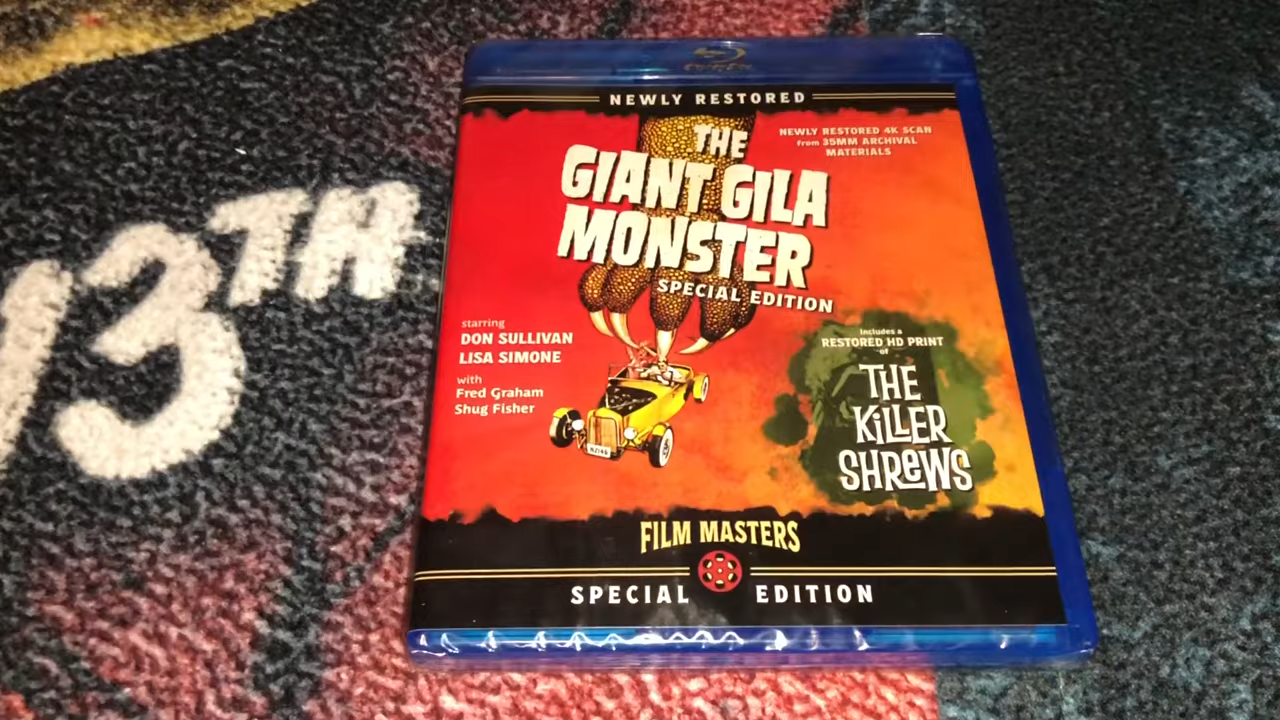 13TH
NEWLY RESTORED
THE
GIANT GILA
MONSTER
SPECIAL EDITION
NEWLY RESTORED 4K SCAN
from 35MM ARCHIVAL
MATERIALS
starring
DON SULLIVAN
LISA SIMONE
with
Fred Graham
Shug Fisher
Includes a
RESTORED HD PRINT
of
THE
KiLLER
SHReWS
FILM MASTERS
SPECIAL EDITION